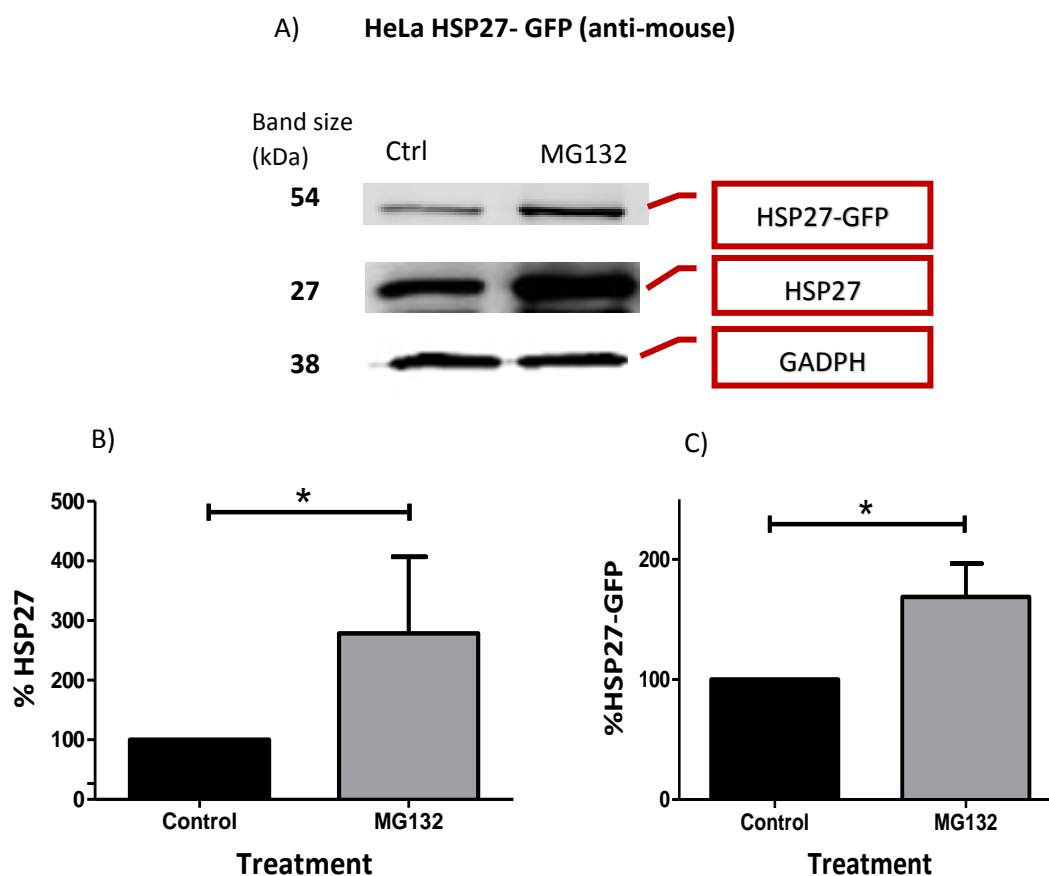 A) HeLa HSP27- GFP (anti-mouse)
Band size
(kDa)
Ctrl MG132
54
HSP27-GFP
27
HSP27
38
GADPH
B)
% HSP27
500
400
300
200
100
0
*
Control MG132
Treatment
C)
%HSP27-GFP
200
100
0
*
Control MG132
Treatment